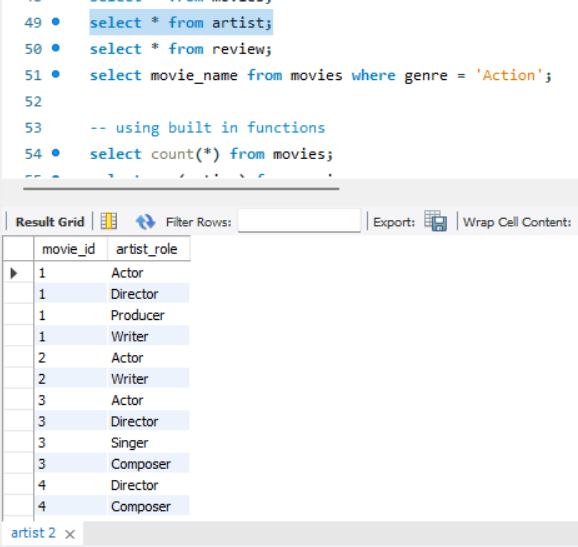 49 select * from artist;
50 select * from review;
51 select movie_name from movies where genre = 'Action';
52
53 -- using built in functions
54 select count(*) from movies;
Result Grid Filter Rows: Export: Wrap Cell Content:
movie_id artist_role
1 Actor
1 Director
1 Producer
1 Writer
2 Actor
2 Writer
3 Actor
3 Director
3 Singer
3 Composer
4 Director
4 Composer
artist 2 ×